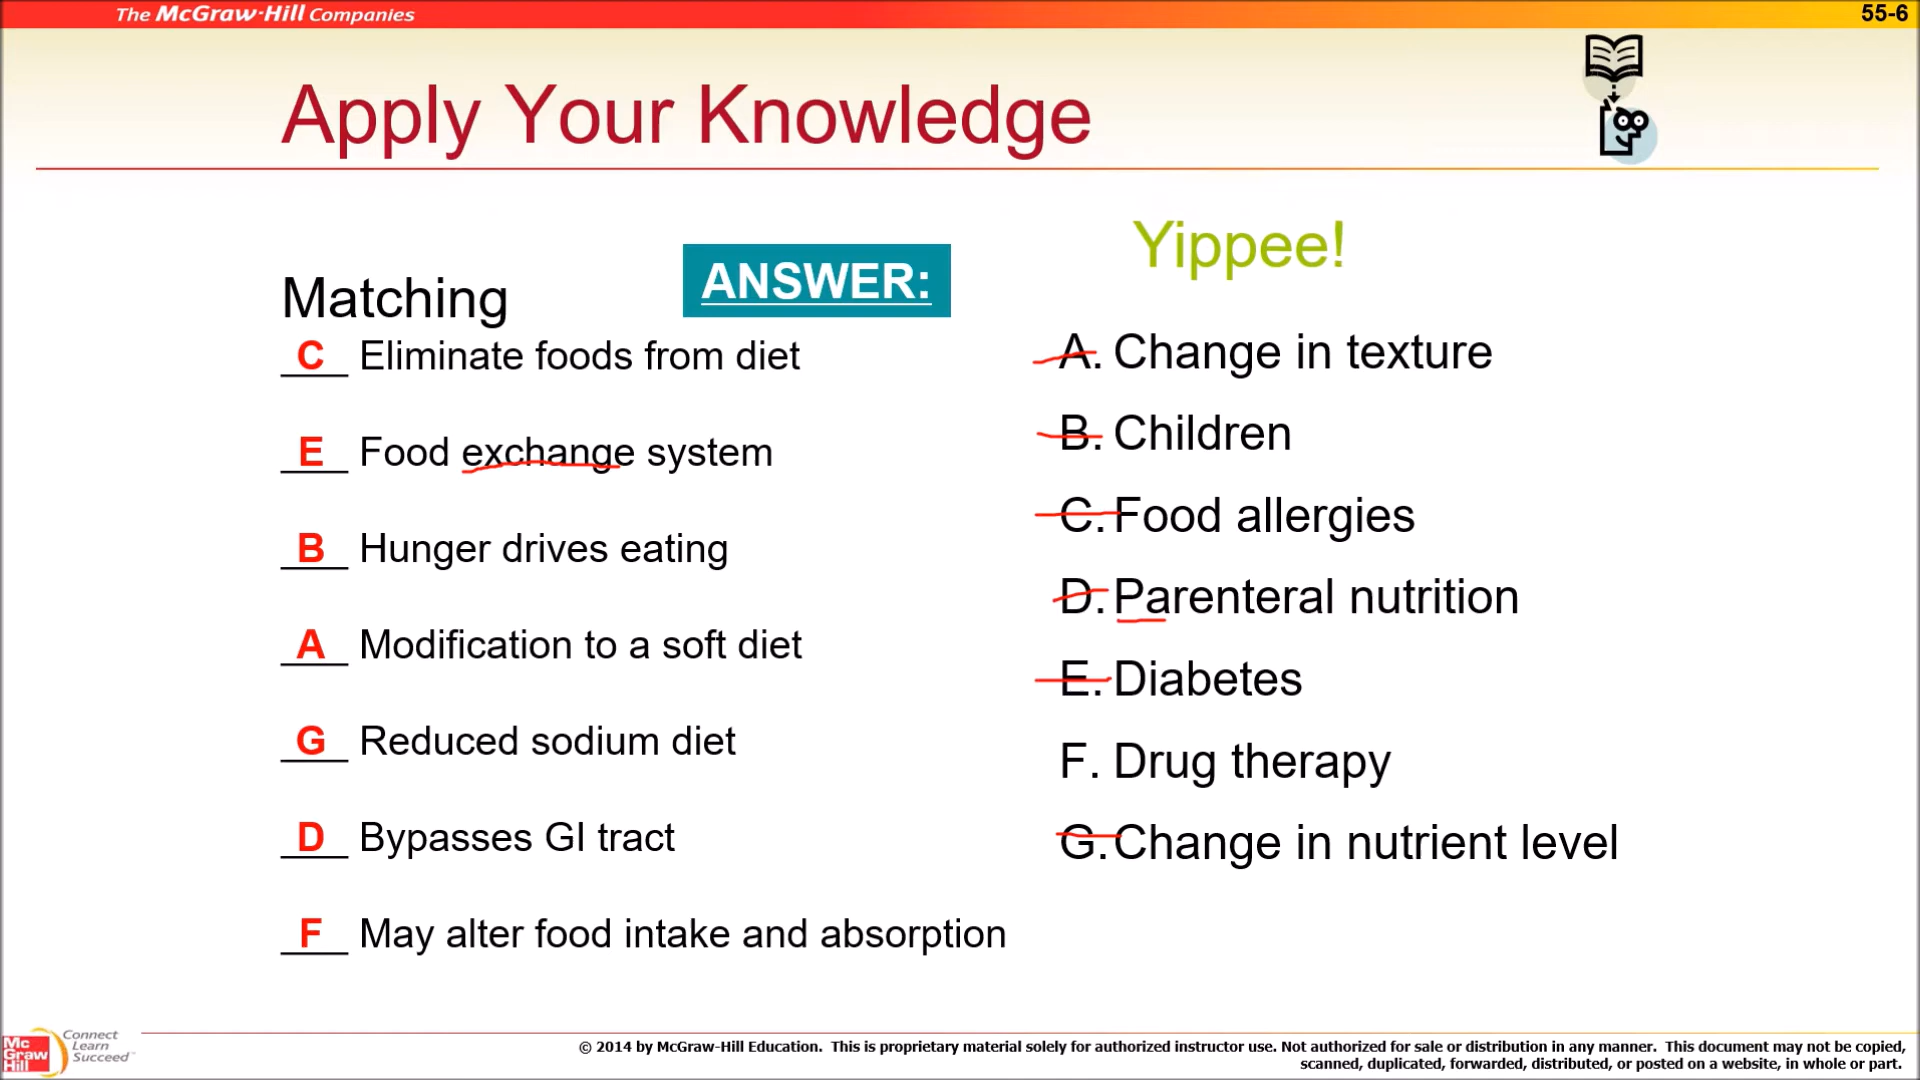 The McGraw-Hill Companies
55-6
Apply Your Knowledge
Yippee!
ANSWER:
Matching
C Eliminate foods from diet
E Food exchange system
B Hunger drives eating
A Modification to a soft diet
G Reduced sodium diet
D Bypasses GI tract
F May alter food intake and absorption
A. Change in texture
B. Children
C. Food allergies
D. Parenteral nutrition
E. Diabetes
F. Drug therapy
G. Change in nutrient level
Mc
Graw
Hill
Connect
Learn
Succeed™
© 2014 by McGraw-Hill Education. This is proprietary material solely for authorized instructor use. Not authorized for sale or distribution in any manner. This document may not be copied,
scanned, duplicated, forwarded, distributed, or posted on a website, in whole or part.